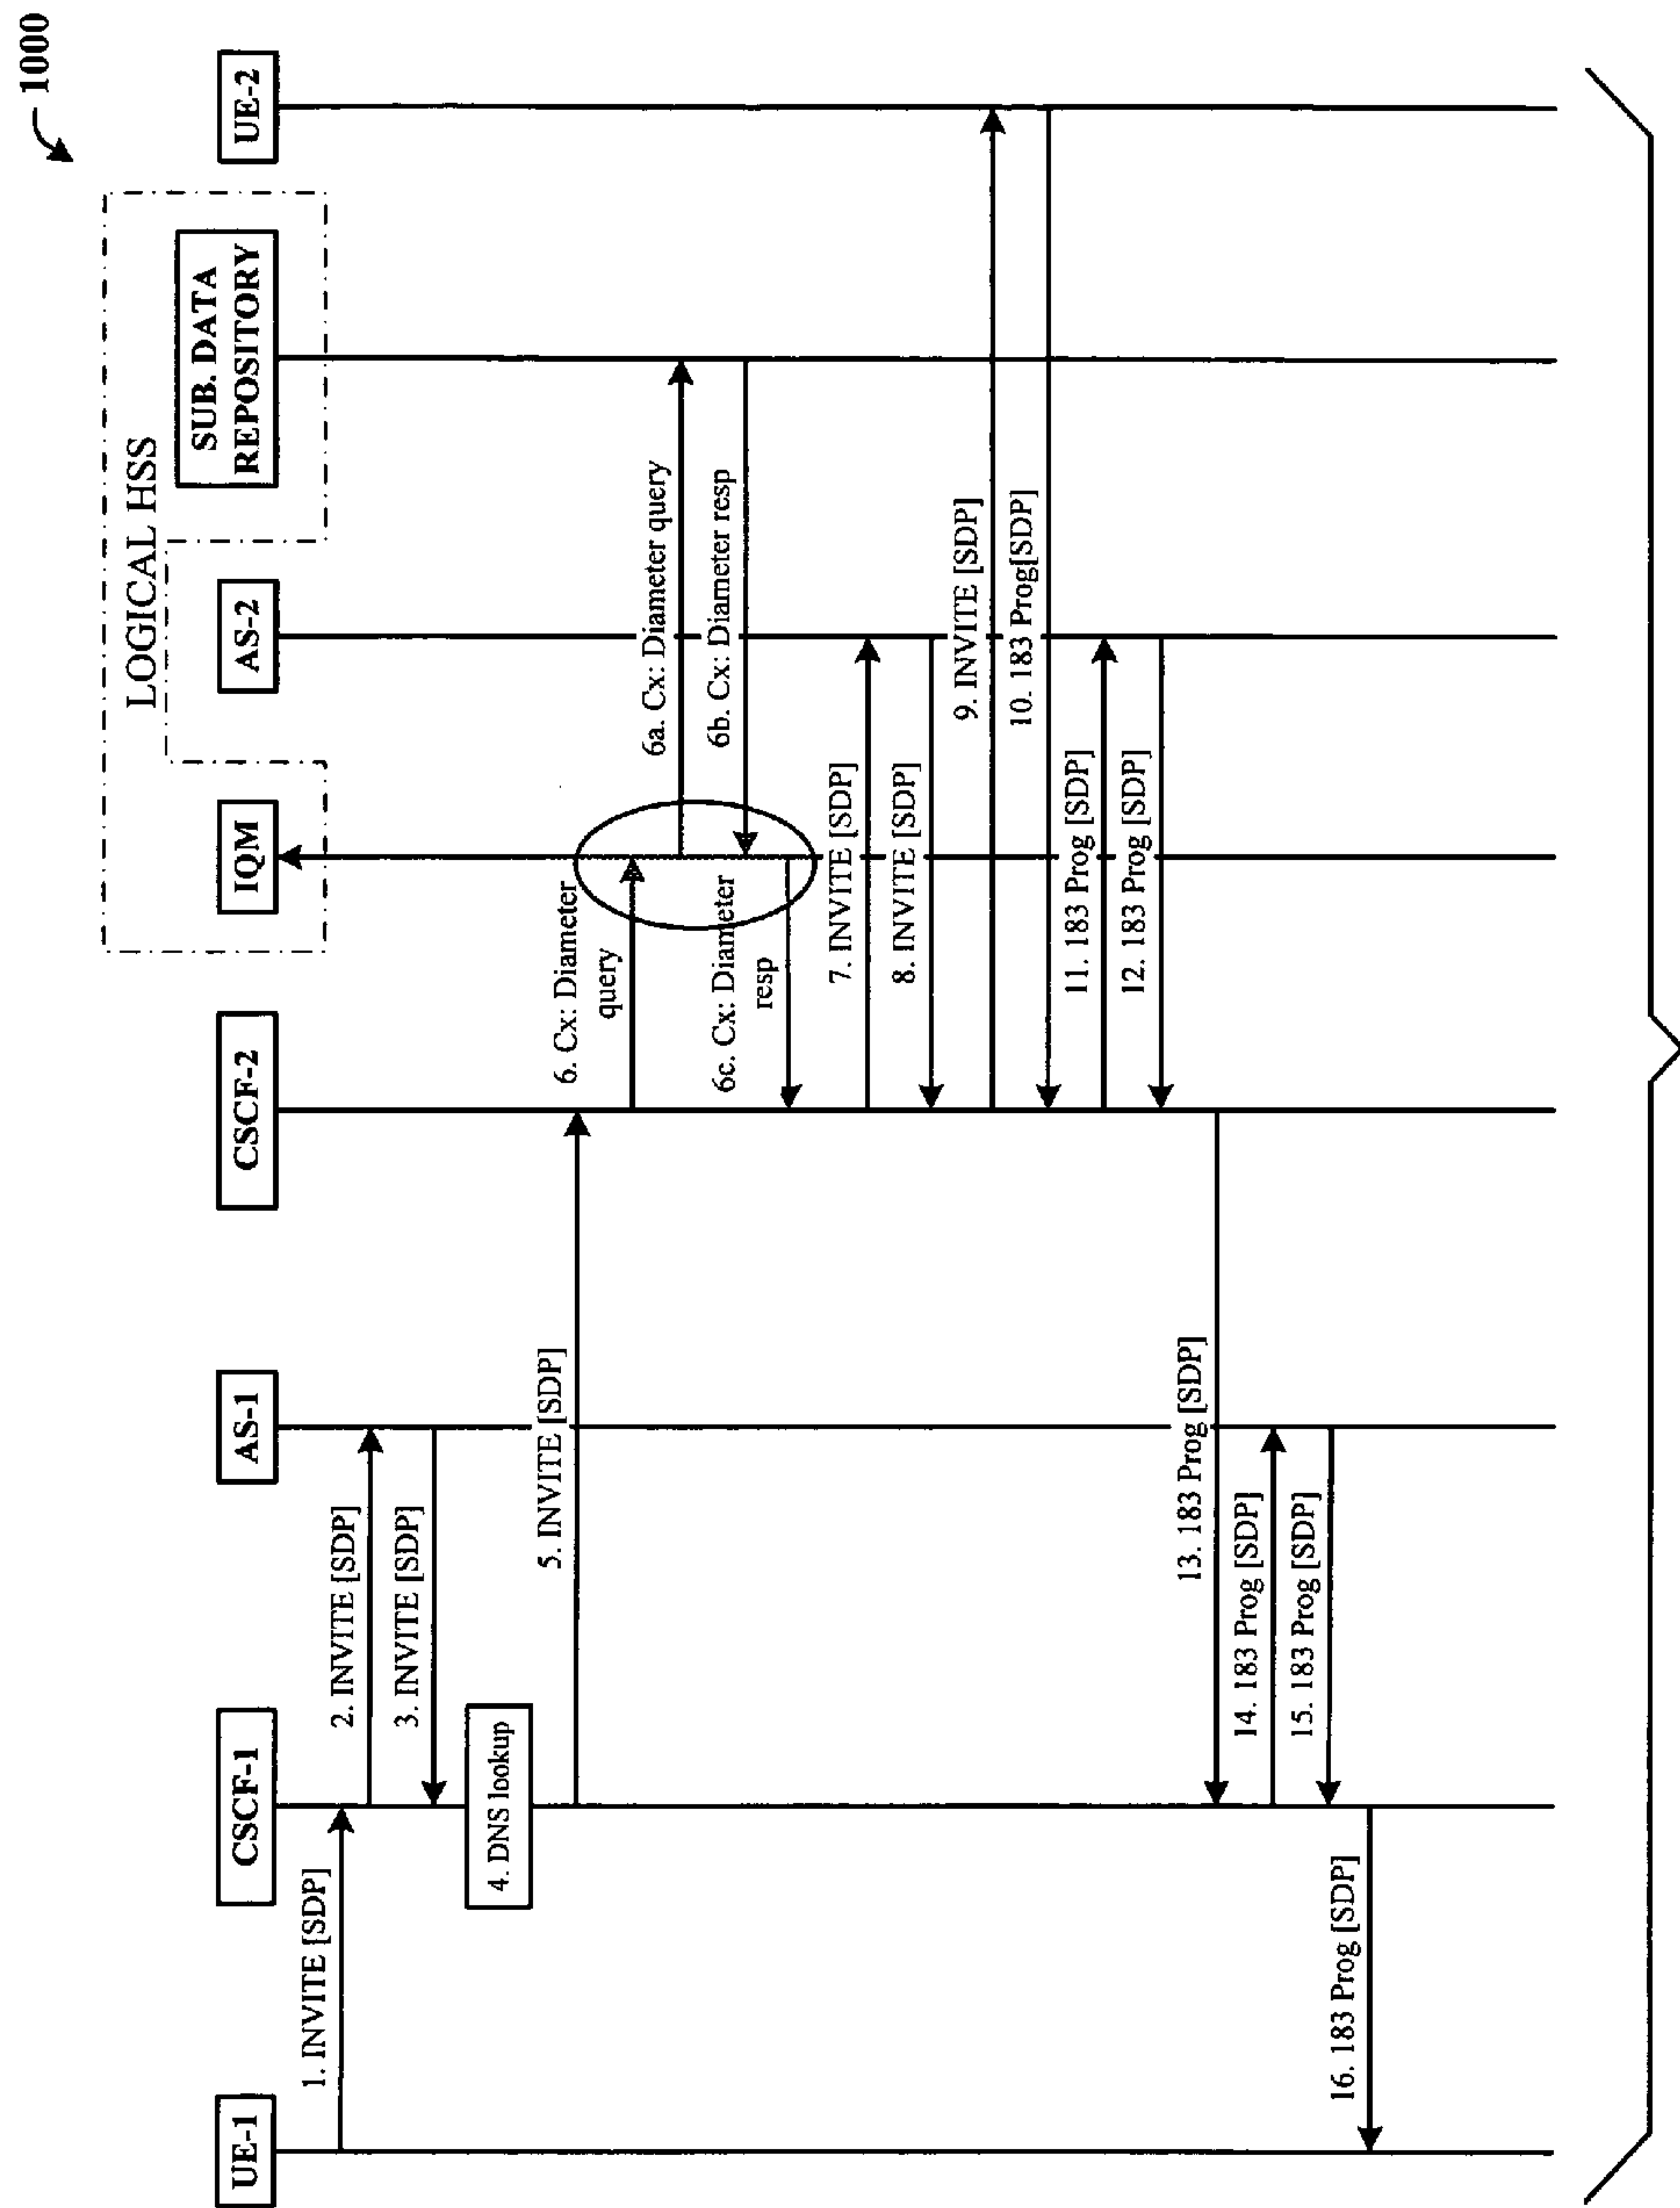 1000
LOGICAL HSS
UE-1
CSCF-1
AS-1
CSCF-2
IQM
AS-2
SUB. DATA
REPOSITORY
UE-2
1. INVITE [SDP]
2. INVITE [SDP]
3. INVITE [SDP]
4. DNS lookup
5. INVITE [SDP]
6. Cx: Diameter
query
6a. Cx: Diameter query
6b. Cx: Diameter resp
6c. Cx: Diameter
resp
7. INVITE [SDP]
8. INVITE [SDP]
9. INVITE [SDP]
10. 183 Prog[SDP]
11. 183 Prog [SDP]
12. 183 Prog [SDP]
13. 183 Prog [SDP]
14. 183 Prog [SDP]
15. 183 Prog [SDP]
16. 183 Prog [SDP]